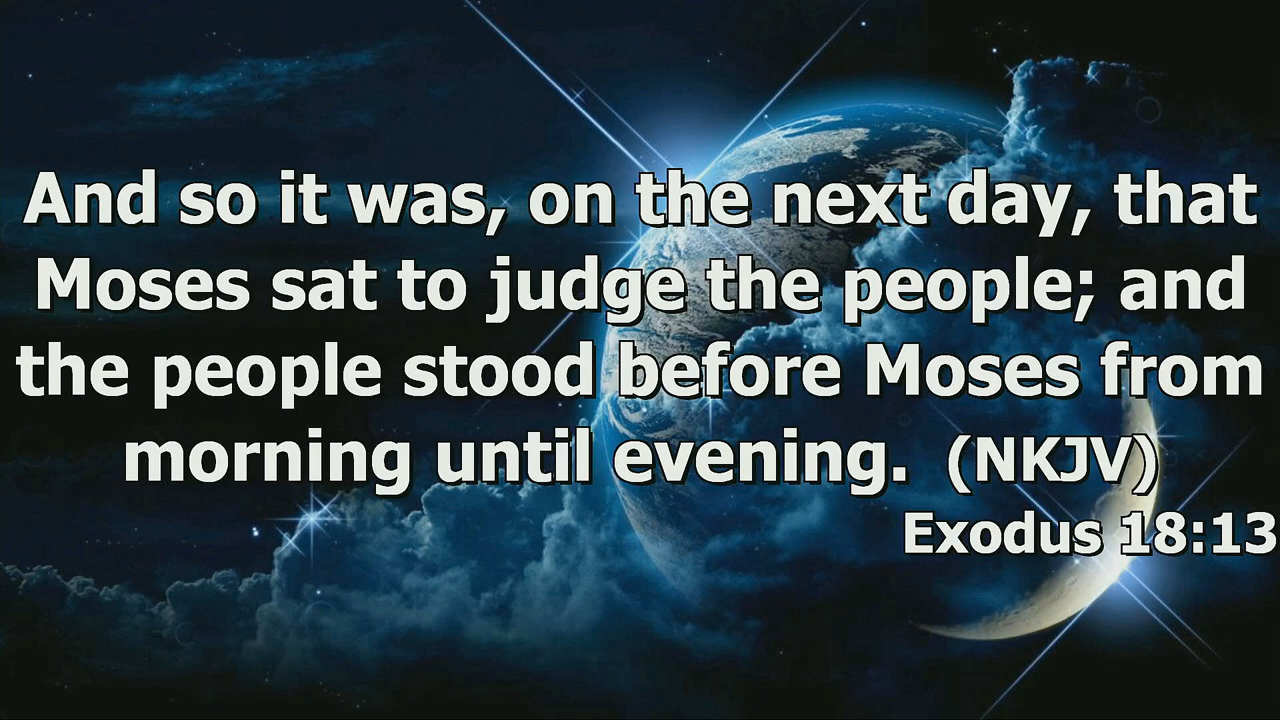 And so it was, on the next day, that
Moses sat to judge the people; and
the people stood before Moses from
morning until evening. (NKJV)
Exodus 18:13